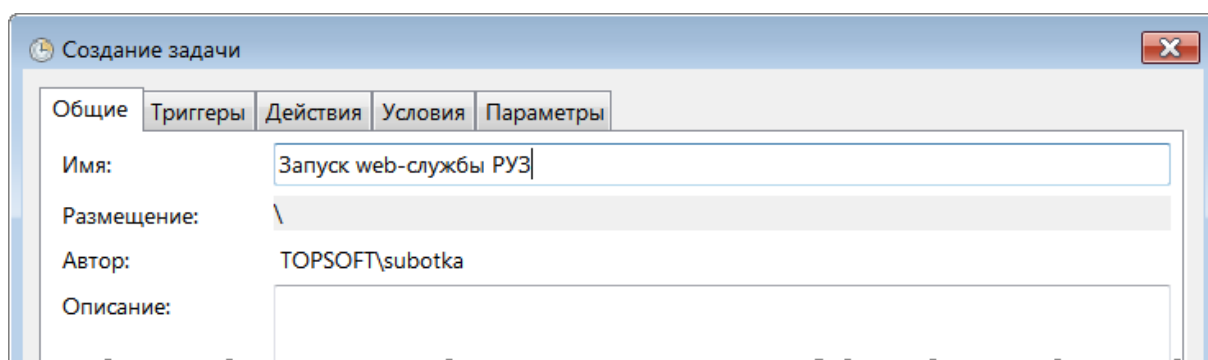 Создание задачи
Общие Триггеры Действия Условия Параметры
Имя: Запуск web-службы РУЗ
Размещение: \
Автор: TOPSOFT\subotka
Описание: